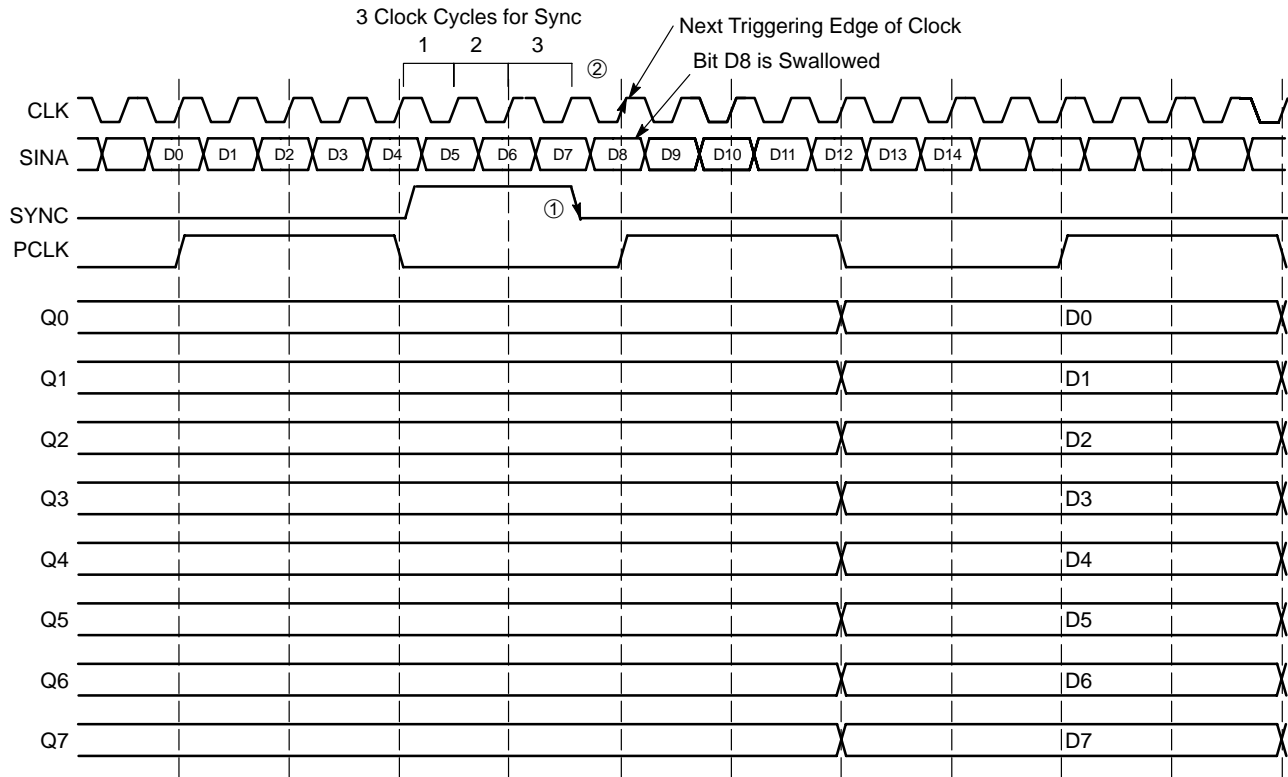 3 Clock Cycles for Sync
1 2 3
②
Next Triggering Edge of Clock
Bit D8 is Swallowed
CLK
SINA D0 D1 D2 D3 D4 D5 D6 D7 D8 D9 D10 D11 D12 D13 D14
SYNC ①
PCLK
Q0 D0
Q1 D1
Q2 D2
Q3 D3
Q4 D4
Q5 D5
Q6 D6
Q7 D7